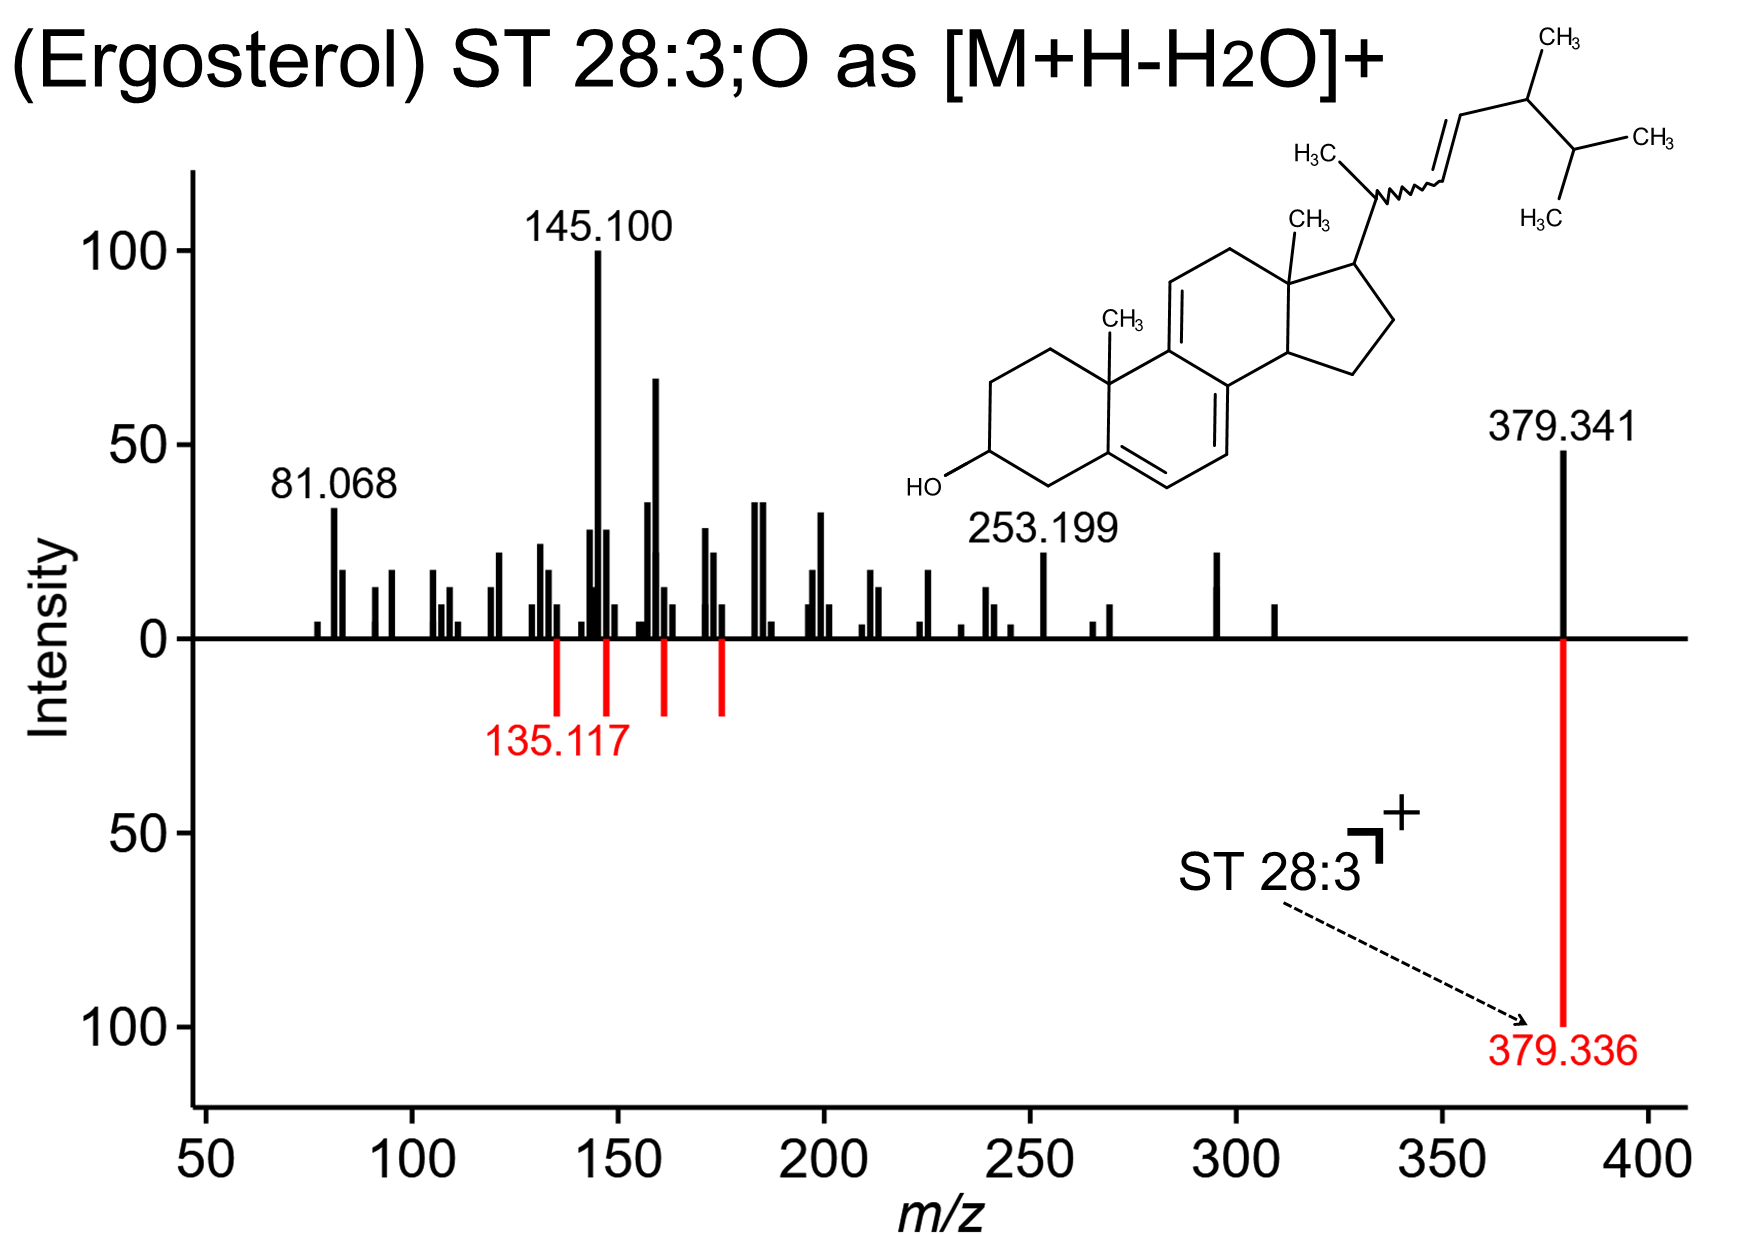 (Ergosterol) ST 28:3;O as [M+H-H2O]+
CH3
H3C
CH3
H3C
CH3
CH3
HO
145.100
81.068
253.199
379.341
135.117
ST 28:3
+
379.336
Intensity
100
50
0
50
100
50 100 150 200 250 300 350 400
m/z